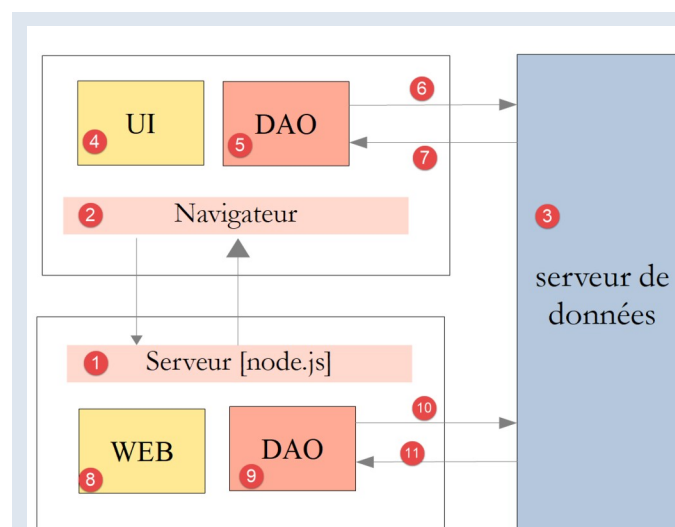 6
UI
DAO
4
5
7
2
Navigateur
3
serveur de
données
1
Serveur [node.js]
10
WEB
DAO
11
8
9